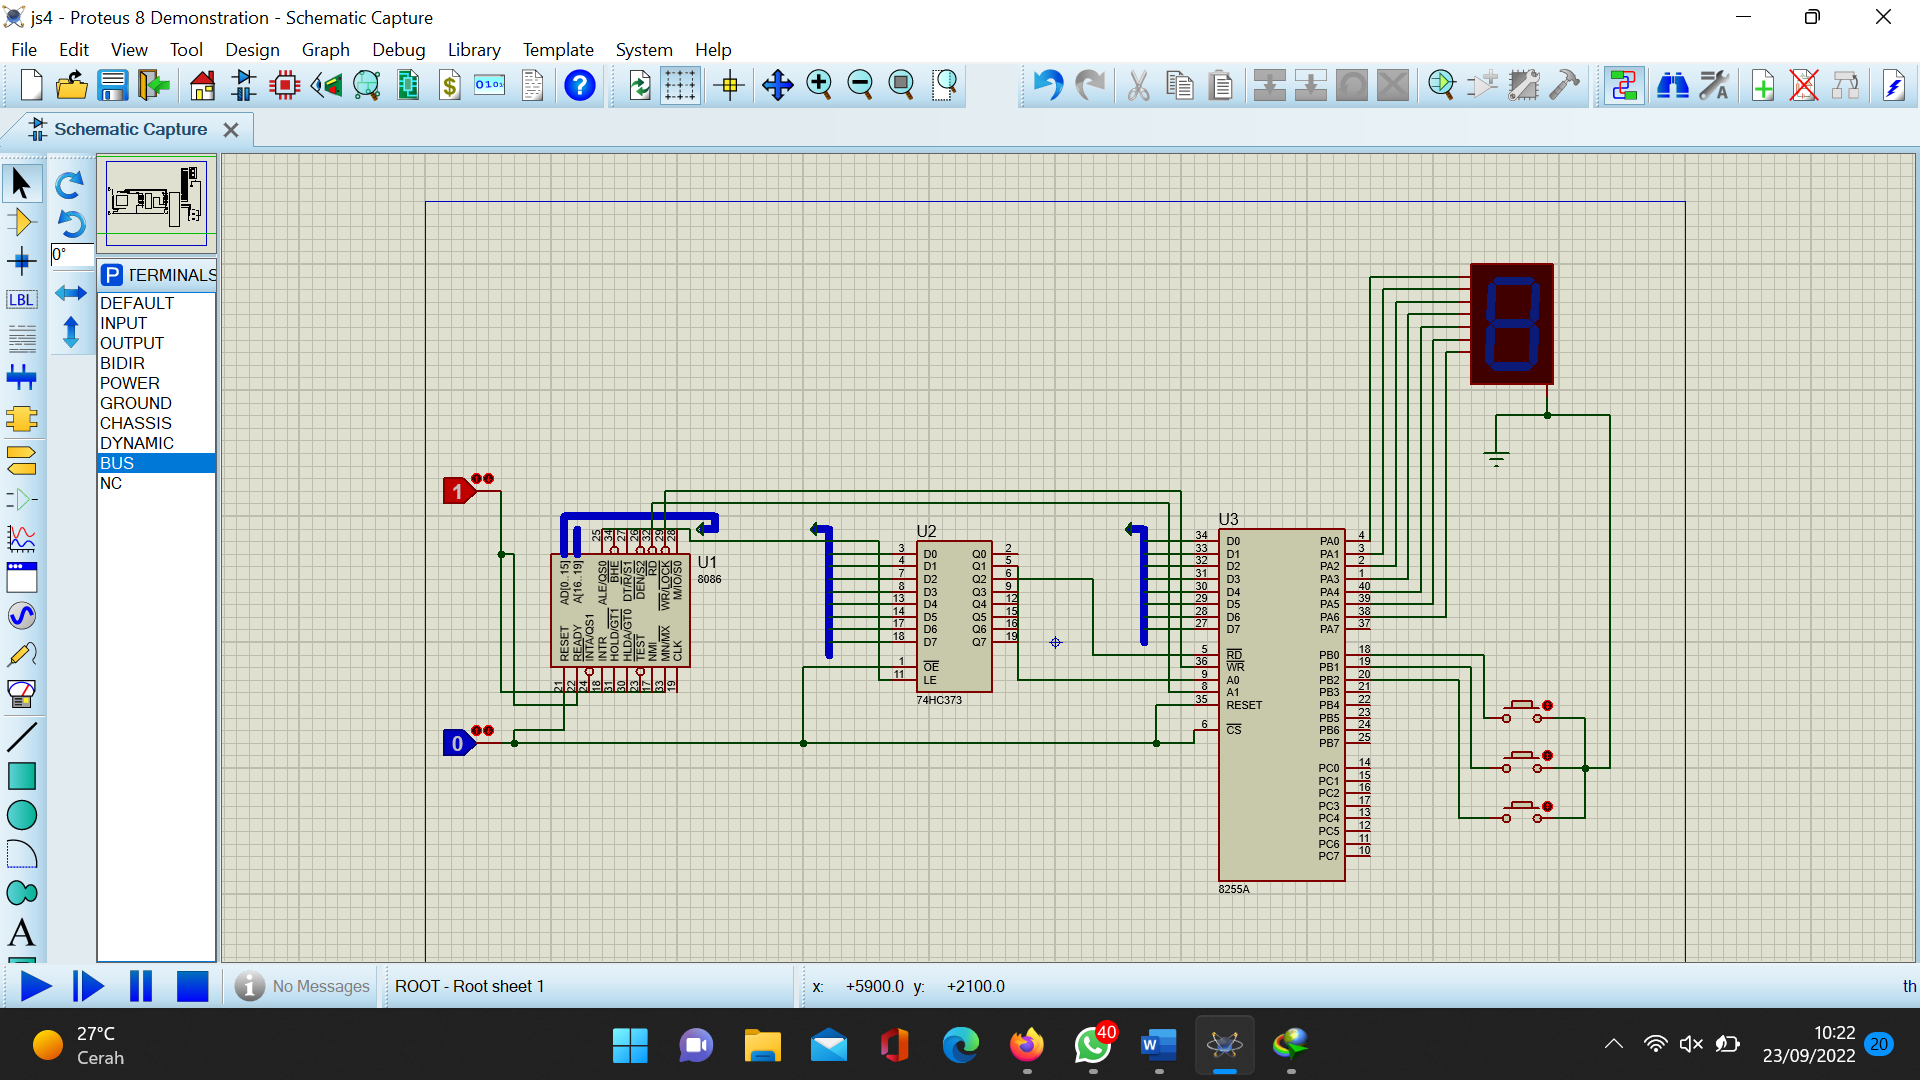 js4 - Proteus 8 Demonstration - Schematic Capture
File Edit View Tool Design Graph Debug Library Template System Help
Schematic Capture
0°
LBL
P TERMINALS
DEFAULT
INPUT
OUTPUT
BIDIR
POWER
GROUND
CHASSIS
DYNAMIC
BUS
NC
A
1
0
U1
8086
25 34 27 26 32 29 28
AD[0..15]
A[16..19]
ALE/QS0
BHE
DT/R/S1
DEN/S2
RD
WR/LOCK
M/IO/S0
RESET
READY
INTA/QS1
INTR
HOLD/GT1
HLDA/GT0
TEST
NMI
MN/MX
CLK
21 22 24 18 31 30 23 17 33 19
U2
3 D0 Q0 2
4 D1 Q1 5
7 D2 Q2 6
8 D3 Q3 9
13 D4 Q4 12
14 D5 Q5 15
17 D6 Q6 16
18 D7 Q7 19
1 OE
11 LE
74HC373
U3
34 D0 PA0 4
33 D1 PA1 3
32 D2 PA2 2
31 D3 PA3 1
30 D4 PA4 40
29 D5 PA5 39
28 D6 PA6 38
27 D7 PA7 37
5 RD PB0 18
36 WR PB1 19
9 A0 PB2 20
8 A1 PB3 21
35 RESET PB4 22
PB5 23
6 CS PB6 24
PB7 25
PC0 14
PC1 15
PC2 16
PC3 17
PC4 13
PC5 12
PC6 11
PC7 10
8255A
No Messages
ROOT - Root sheet 1
x: +5900.0 y: +2100.0
th
27°C
Cerah
40
10:22
23/09/2022
20